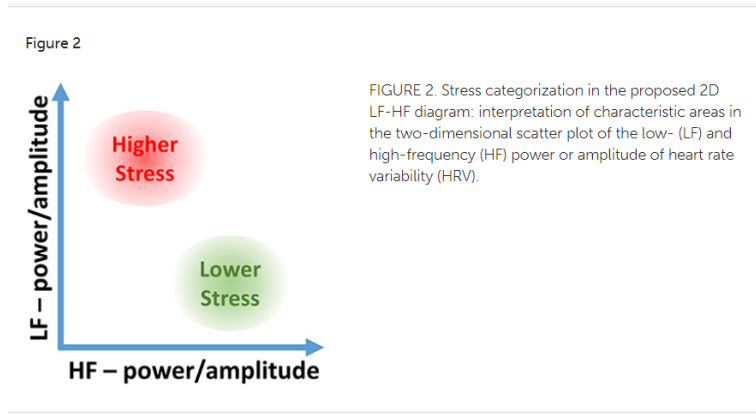 Figure 2
LF – power/amplitude
Higher
Stress
Lower
Stress
HF – power/amplitude
FIGURE 2. Stress categorization in the proposed 2D
LF-HF diagram: interpretation of characteristic areas in
the two-dimensional scatter plot of the low- (LF) and
high-frequency (HF) power or amplitude of heart rate
variability (HRV).